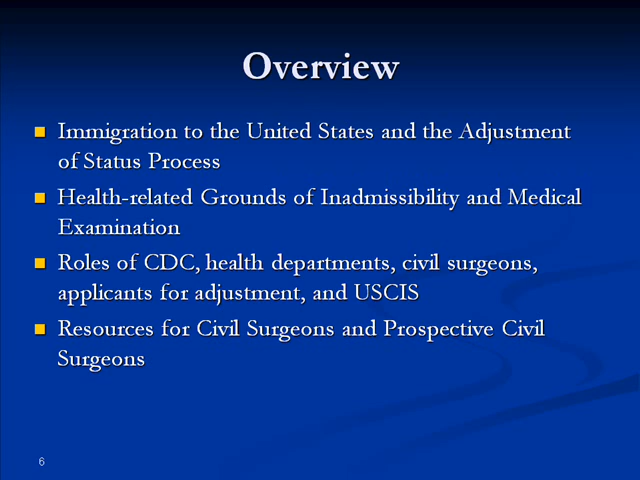 Overview
Immigration to the United States and the Adjustment
of Status Process
Health-related Grounds of Inadmissibility and Medical
Examination
Roles of CDC, health departments, civil surgeons,
applicants for adjustment, and USCIS
Resources for Civil Surgeons and Prospective Civil
Surgeons
6